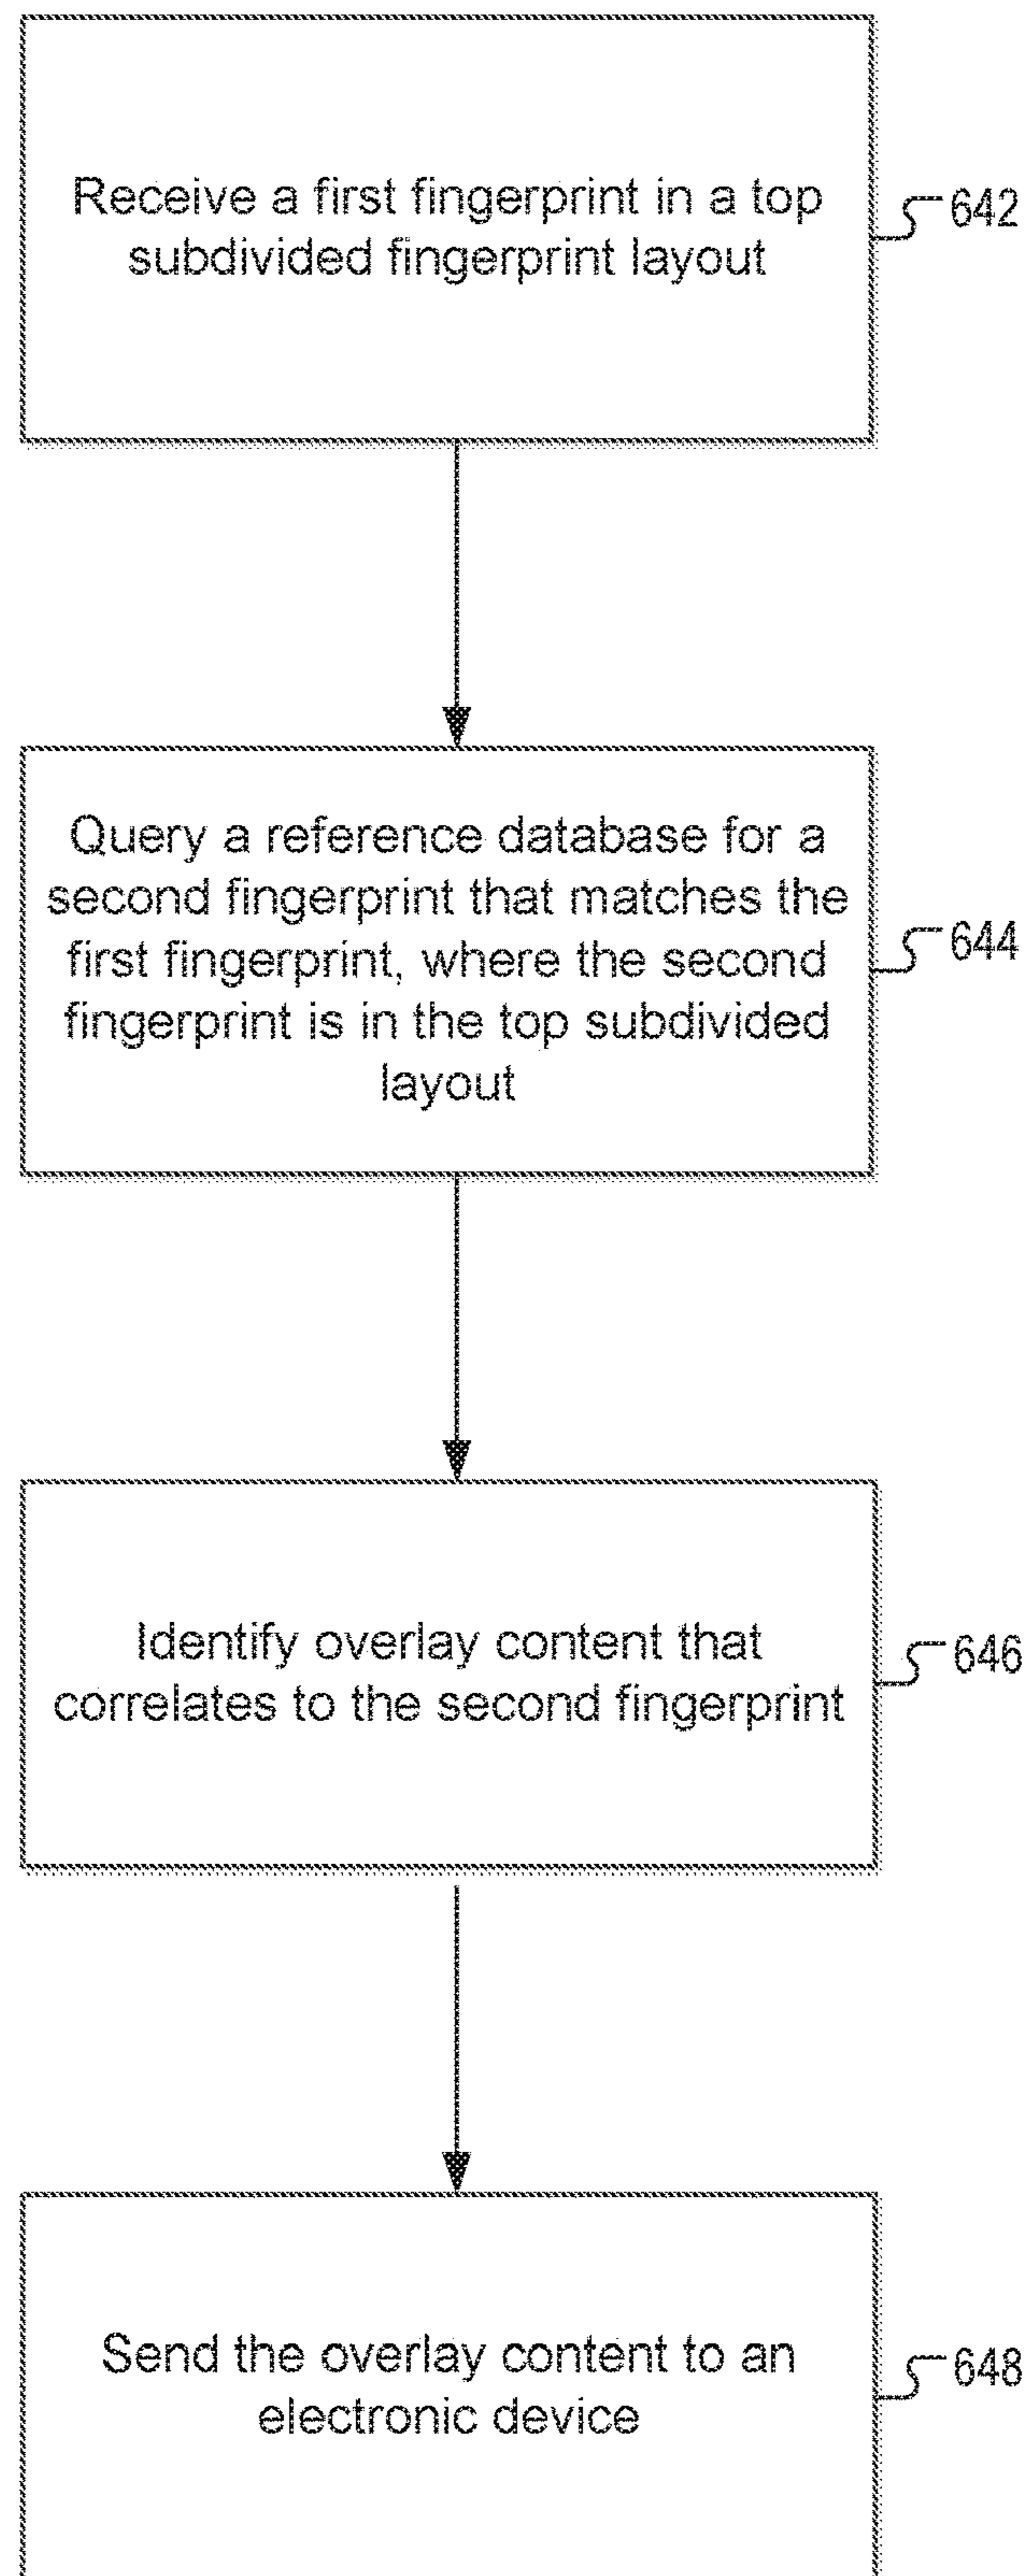 Receive a first fingerprint in a top
subdivided fingerprint layout
642
Query a reference database for a
second fingerprint that matches the
first fingerprint, where the second
fingerprint is in the top subdivided
layout
644
Identify overlay content that
correlates to the second fingerprint
646
Send the overlay content to an
electronic device
648